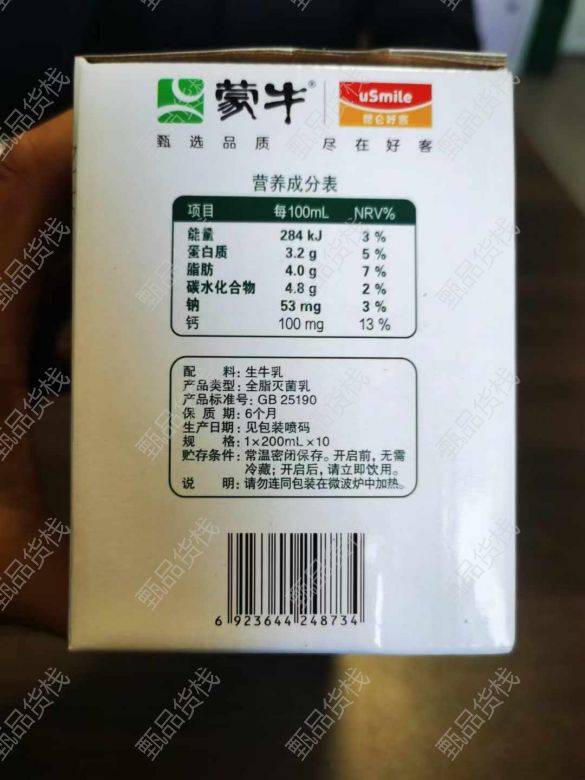 蒙牛®
uSmile
昆仑好客
甄选品质 尽在好客
营养成分表
项目 每100mL NRV%
能量 284 kJ 3 %
蛋白质 3.2 g 5 %
脂肪 4.0 g 7 %
碳水化合物 4.8 g 2 %
钠 53 mg 3 %
钙 100 mg 13 %
配 料: 生牛乳
产品类型: 全脂灭菌乳
产品标准号: GB 25190
保 质 期: 6个月
生产日期: 见包装喷码
规 格: 1×200mL×10
贮存条件: 常温密闭保存。开启前,无需
冷藏; 开启后,请立即饮用。
说 明: 请勿连同包装在微波炉中加热。
6 923644 248734
甄品货栈